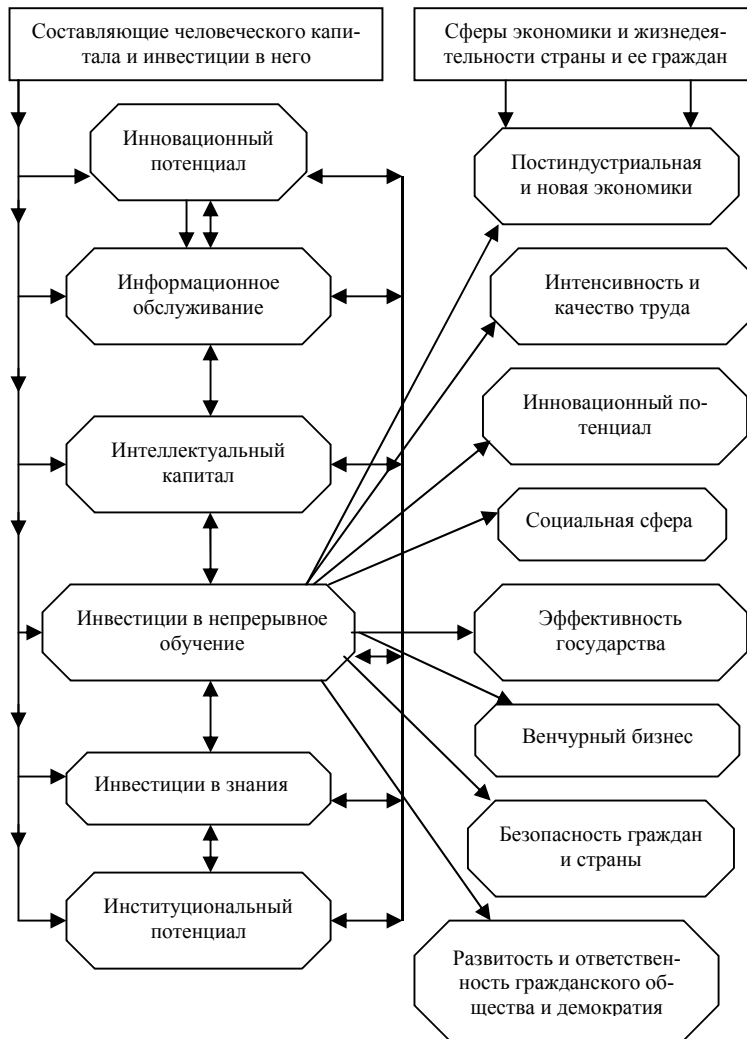 Составляющие человеческого капи-
тала и инвестиции в него
Сферы экономики и жизнедея-
тельности страны и ее граждан
Инновационный
потенциал
Информационное
обслуживание
Интеллектуальный
капитал
Инвестиции в непрерывное
обучение
Инвестиции в знания
Институциональный
потенциал
Постиндустриальная
и новая экономики
Интенсивность и
качество труда
Инновационный по-
тенциал
Социальная сфера
Эффективность
государства
Венчурный бизнес
Безопасность граждан
и страны
Развитость и ответствен-
ность гражданского об-
щества и демократия